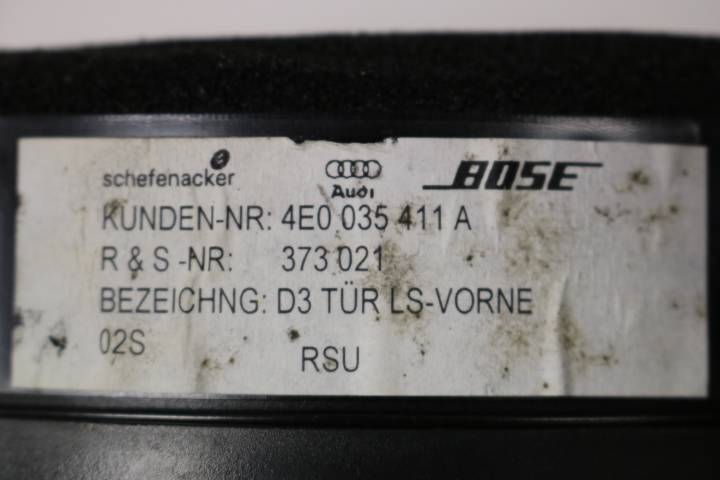 schefenacker Audi BOSE
KUNDEN-NR: 4E0 035 411 A
R & S -NR: 373 021
BEZEICHNG: D3 TÜR LS-VORNE
02S RSU